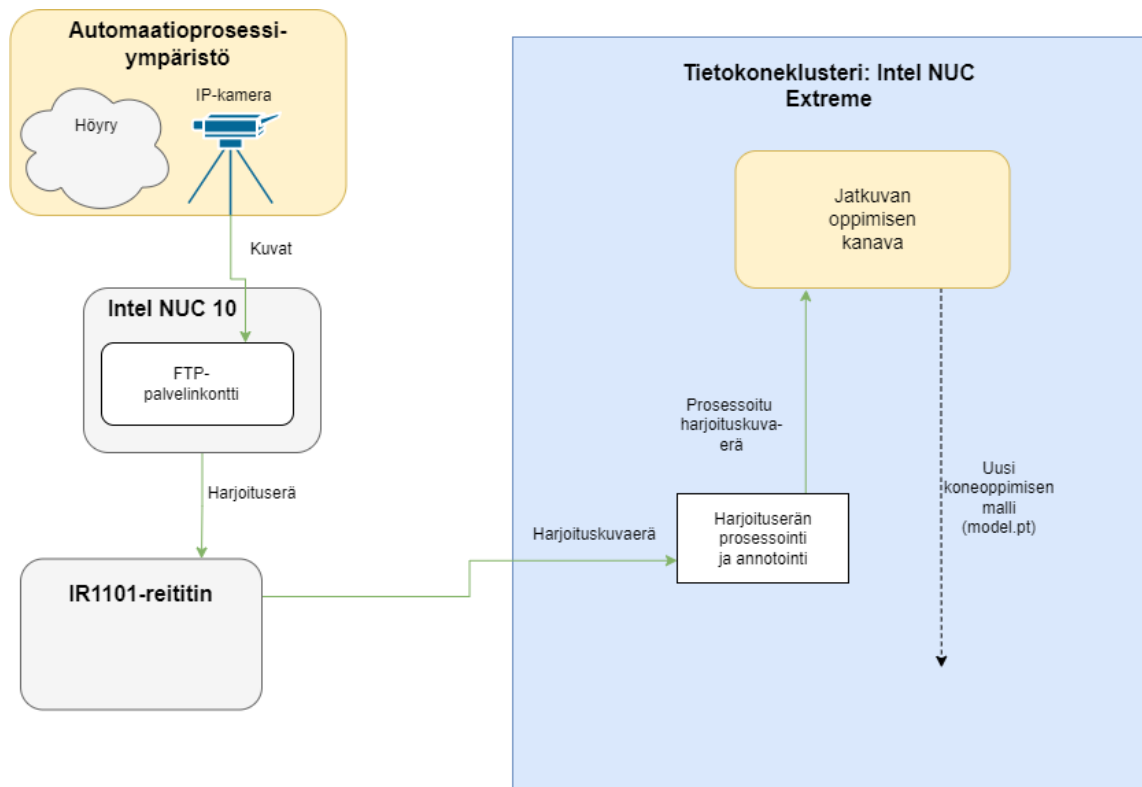 Automaatioprosessi-
ympäristö
IP-kamera
Höyry
Kuvat
Intel NUC 10
FTP-
palvelinkontti
Harjoituserä
IR1101-reititin
Tietokoneklusteri: Intel NUC
Extreme
Jatkuvan
oppimisen
kanava
Prosessoitu
harjoituskuva-
erä
Uusi
koneoppimisen
malli
(model.pt)
Harjoituskuvaerä
Harjoituserän
prosessointi
ja annotointi